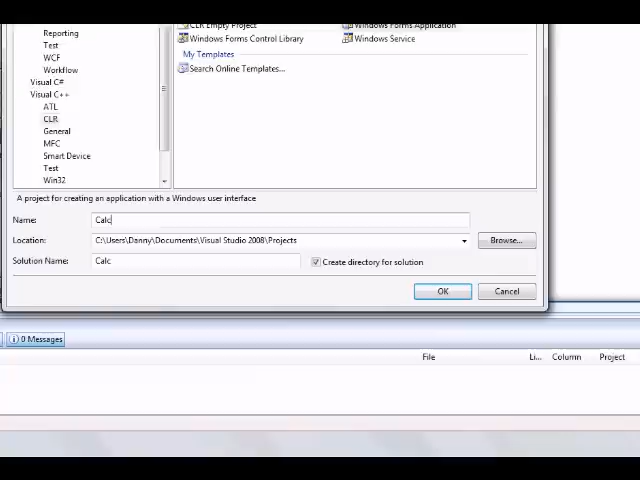 Reporting
Test
WCF
Workflow
Visual C#
Visual C++
ATL
CLR
General
MFC
Smart Device
Test
Win32
CLR Empty Project
Windows Forms Application
Windows Forms Control Library
Windows Service
My Templates
Search Online Templates...
A project for creating an application with a Windows user interface
Name:
Calc
Location:
C:\Users\Danny\Documents\Visual Studio 2008\Projects
Browse...
Solution Name:
Calc
Create directory for solution
OK
Cancel
0 Messages
File
Li...
Column
Project